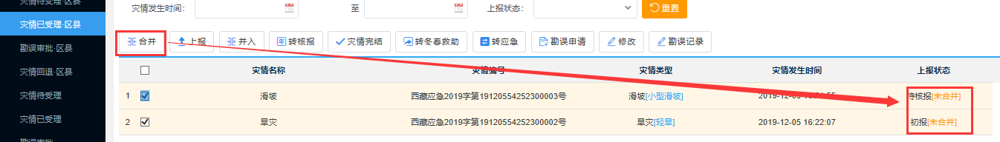 灾情待受理·区县
灾情已受理·区县
勘误审批·区县
灾情回退·区县
灾情待受理
灾情已受理
勘误审批
灾情发生时间： 至 上报状态： 重置
合并 上报 并入 转核报 灾情完结 转冬春救助 转应急 勘误申请 修改 勘误记录
灾情名称 灾情编号 灾情类型 灾情发生时间 上报状态
1 滑坡 西藏应急2019字第19120554252300003号 滑坡[小型滑坡] 2019-12-05 待核报[未合并]
2 旱灾 西藏应急2019字第19120554252300002号 旱灾[轻旱] 2019-12-05 16:22:07 初报[未合并]